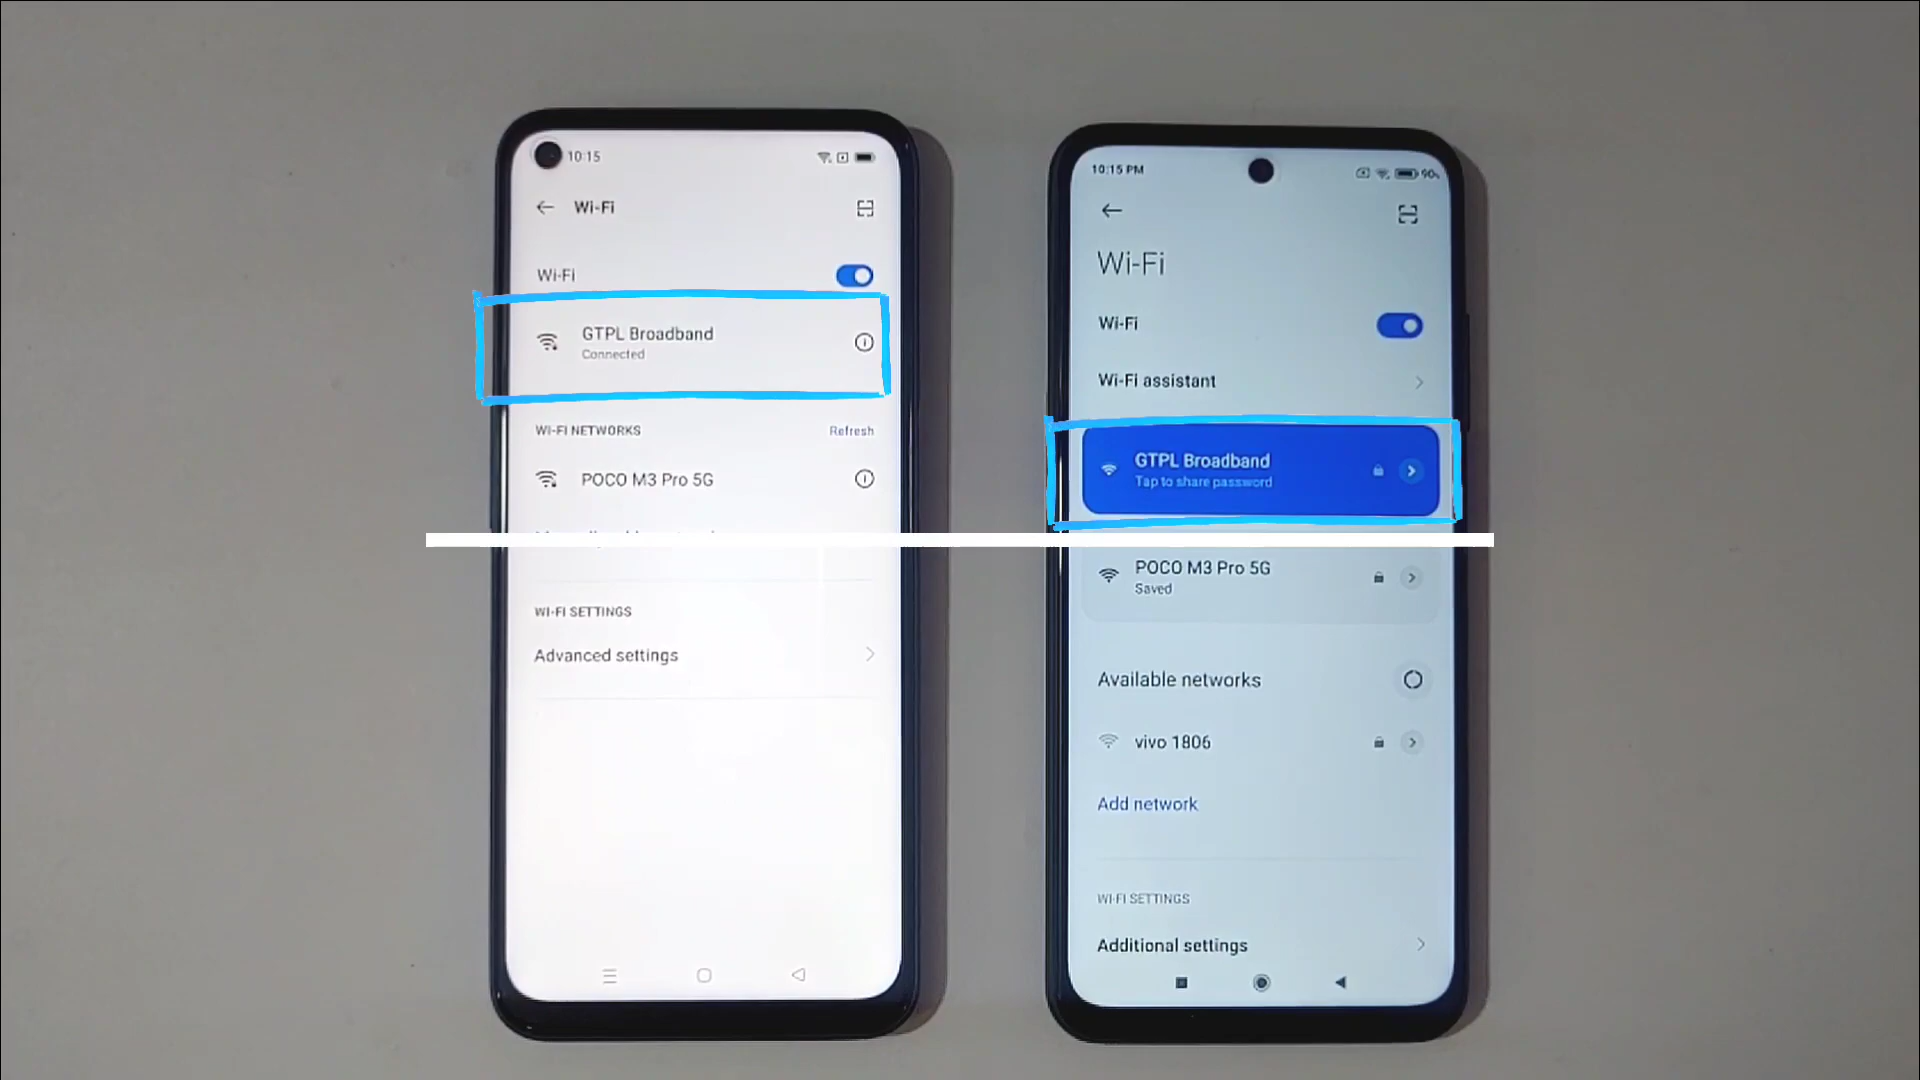 10:15
Wi-Fi
Wi-Fi
GTPL Broadband
Connected
WI-FI NETWORKS
Refresh
POCO M3 Pro 5G
WI-FI SETTINGS
Advanced settings
10:15 PM
90%
Wi-Fi
Wi-Fi
Wi-Fi assistant
GTPL Broadband
Tap to share password
POCO M3 Pro 5G
Saved
Available networks
vivo 1806
Add network
WI-FI SETTINGS
Additional settings